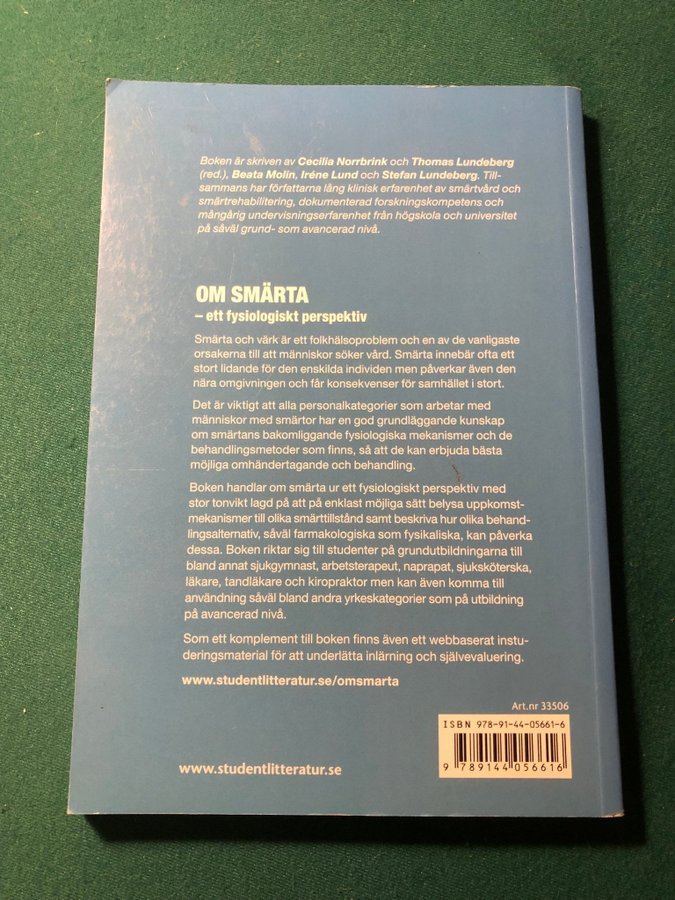 Boken är skriven av Cecilia Norrbrink och Thomas Lundeberg
(red.), Beata Molin, Iréne Lund och Stefan Lundeberg. Till-
sammans har författarna lång klinisk erfarenhet av smärtvård och
smärtrehabilitering, dokumenterad forskningskompetens och
mångårig undervisningserfarenhet från högskola och universitet
på såväl grund- som avancerad nivå.
OM SMÄRTA
– ett fysiologiskt perspektiv
Smärta och värk är ett folkhälsoproblem och en av de vanligaste
orsakerna till att människor söker vård. Smärta innebär ofta ett
stort lidande för den enskilda individen men påverkar även den
nära omgivningen och får konsekvenser för samhället i stort.
Det är viktigt att alla personalkategorier som arbetar med
människor med smärtor har en god grundläggande kunskap
om smärtans bakomliggande fysiologiska mekanismer och de
behandlingsmetoder som finns, så att de kan erbjuda bästa
möjliga omhändertagande och behandling.
Boken handlar om smärta ur ett fysiologiskt perspektiv med
stor tonvikt lagd på att på enklast möjliga sätt belysa uppkomst-
mekanismer till olika smärttillstånd samt beskriva hur olika behand-
lingsalternativ, såväl farmakologiska som fysikaliska, kan påverka
dessa. Boken riktar sig till studenter på grundutbildningarna till
bland annat sjukgymnast, arbetsterapeut, naprapat, sjuksköterska,
läkare, tandläkare och kiropraktor men kan även komma till
användning såväl bland andra yrkeskategorier som på utbildning
på avancerad nivå.
Som ett komplement till boken finns även ett webbaserat instu-
deringsmaterial för att underlätta inlärning och självevaluering.
www.studentlitteratur.se/omsmarta
Art.nr 33506
ISBN 978-91-44-05661-6
9 789144 056616
www.studentlitteratur.se